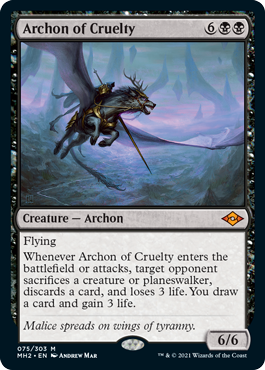 Archon of Cruelty 6
Creature — Archon
Flying
Whenever Archon of Cruelty enters the
battlefield or attacks, target opponent
sacrifices a creature or planeswalker,
discards a card, and loses 3 life. You draw
a card and gain 3 life.
Malice spreads on wings of tyranny.
6/6
075/303 M
MH2 • EN Andrew Mar
™ & © 2021 Wizards of the Coast